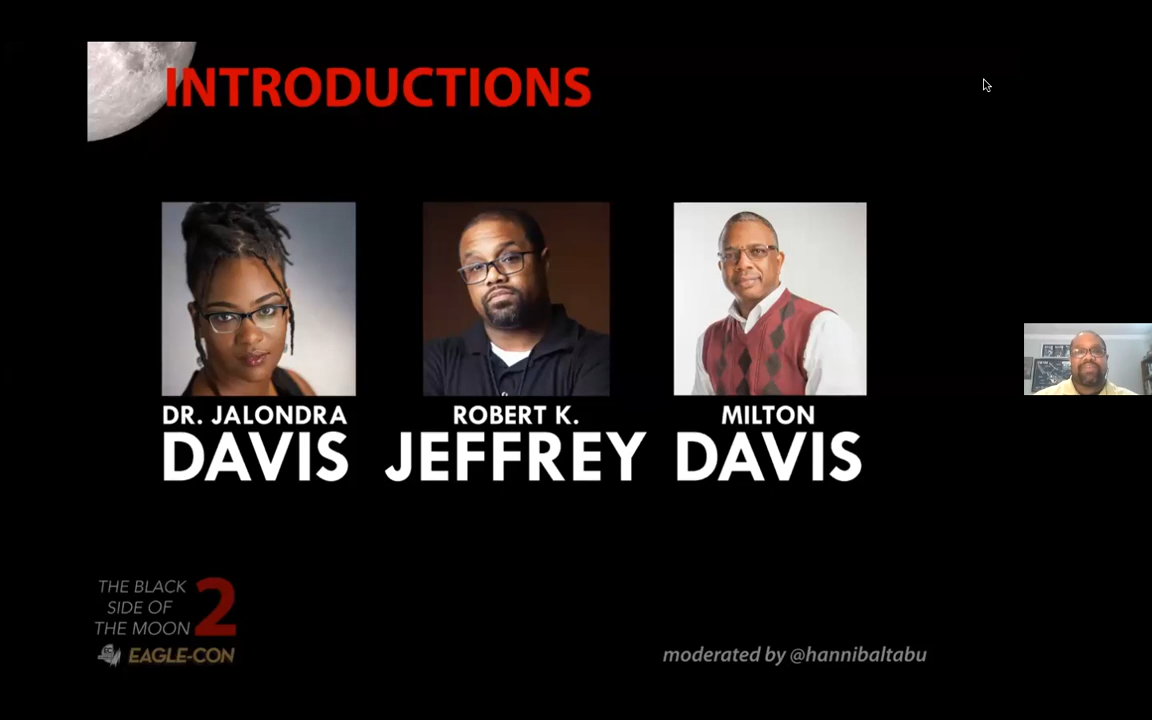 INTRODUCTIONS
DR. JALONDRA
DAVIS
ROBERT K.
JEFFREY
MILTON
DAVIS
THE BLACK
SIDE OF
THE MOON
2
EAGLE-CON
moderated by @hannibaltabu